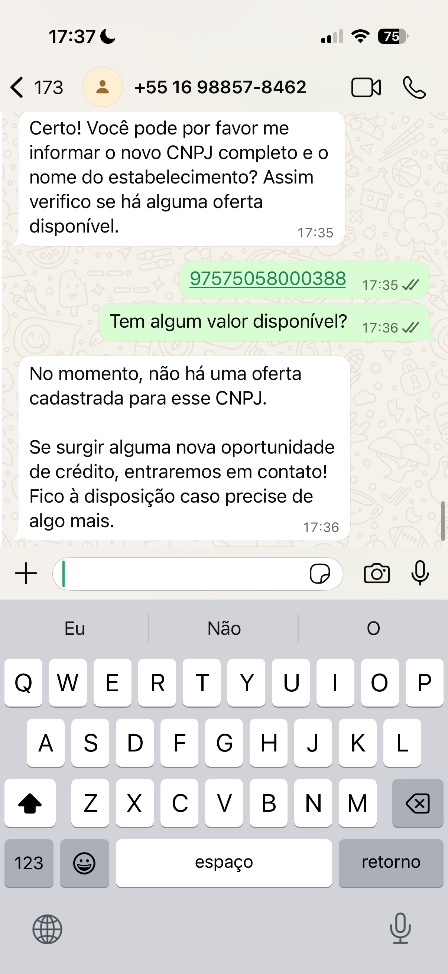 17:37
75
173
+55 16 98857-8462
Certo! Você pode por favor me
informar o novo CNPJ completo e o
nome do estabelecimento? Assim
verifico se há alguma oferta
disponível.
17:35
97575058000388
17:35
Tem algum valor disponível?
17:36
No momento, não há uma oferta
cadastrada para esse CNPJ.
Se surgir alguma nova oportunidade
de crédito, entraremos em contato!
Fico à disposição caso precise de
algo mais.
17:36
Eu
Não
O
Q W E R T Y U I O P
A S D F G H J K L
Z X C V B N M
123
espaço
retorno